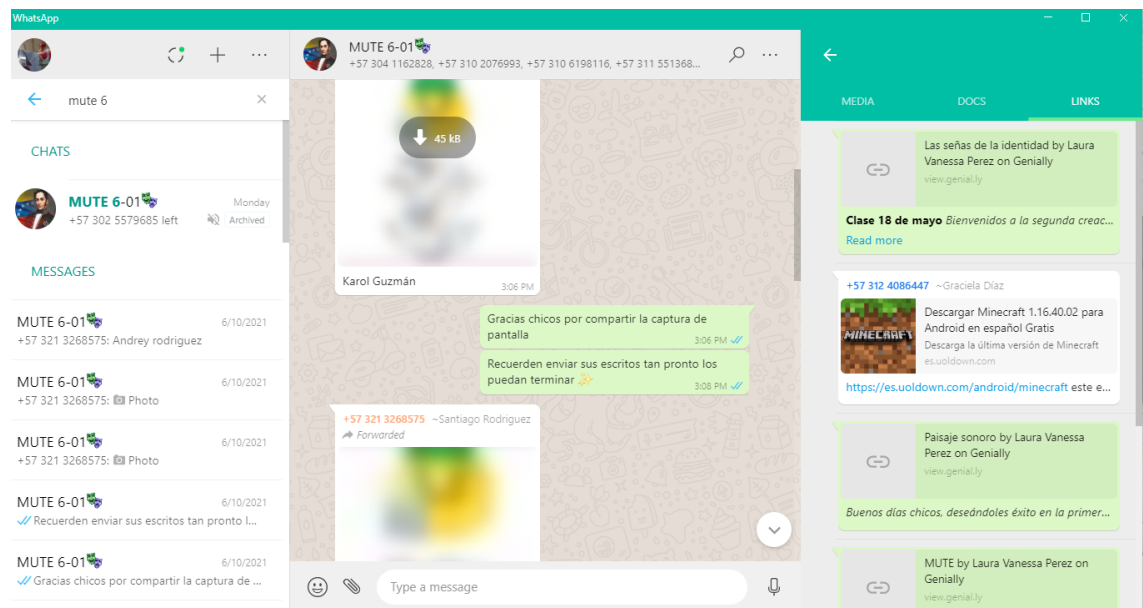 WhatsApp
mute 6
CHATS
MUTE 6-01
Monday
+57 302 5579685 left
Archived
MESSAGES
MUTE 6-01
6/10/2021
+57 321 3268575: Andrey rodriguez
MUTE 6-01
6/10/2021
+57 321 3268575: Photo
MUTE 6-01
6/10/2021
+57 321 3268575: Photo
MUTE 6-01
6/10/2021
Recuerden enviar sus escritos tan pronto l...
MUTE 6-01
6/10/2021
Gracias chicos por compartir la captura de ...
MUTE 6-01
+57 304 1162828, +57 310 2076993, +57 310 6198116, +57 311 551368...
45 kB
Karol Guzmán
3:06 PM
Gracias chicos por compartir la captura de
pantalla
3:06 PM
Recuerden enviar sus escritos tan pronto los
puedan terminar
3:08 PM
+57 321 3268575 ~Santiago Rodriguez
Forwarded
Type a message
MEDIA
DOCS
LINKS
Las señas de la identidad by Laura
Vanessa Perez on Genially
view.genial.ly
Clase 18 de mayo Bienvenidos a la segunda creac...
Read more
+57 312 4086447 ~Graciela Díaz
MINECRAFT
Descargar Minecraft 1.16.40.02 para
Android en español Gratis
Descarga la última versión de Minecraft
es.uoldown.com
https://es.uoldown.com/android/minecraft este e...
Paisaje sonoro by Laura Vanessa
Perez on Genially
view.genial.ly
Buenos días chicos, deseándoles éxito en la primer...
MUTE by Laura Vanessa Perez on
Genially
view.genial.ly